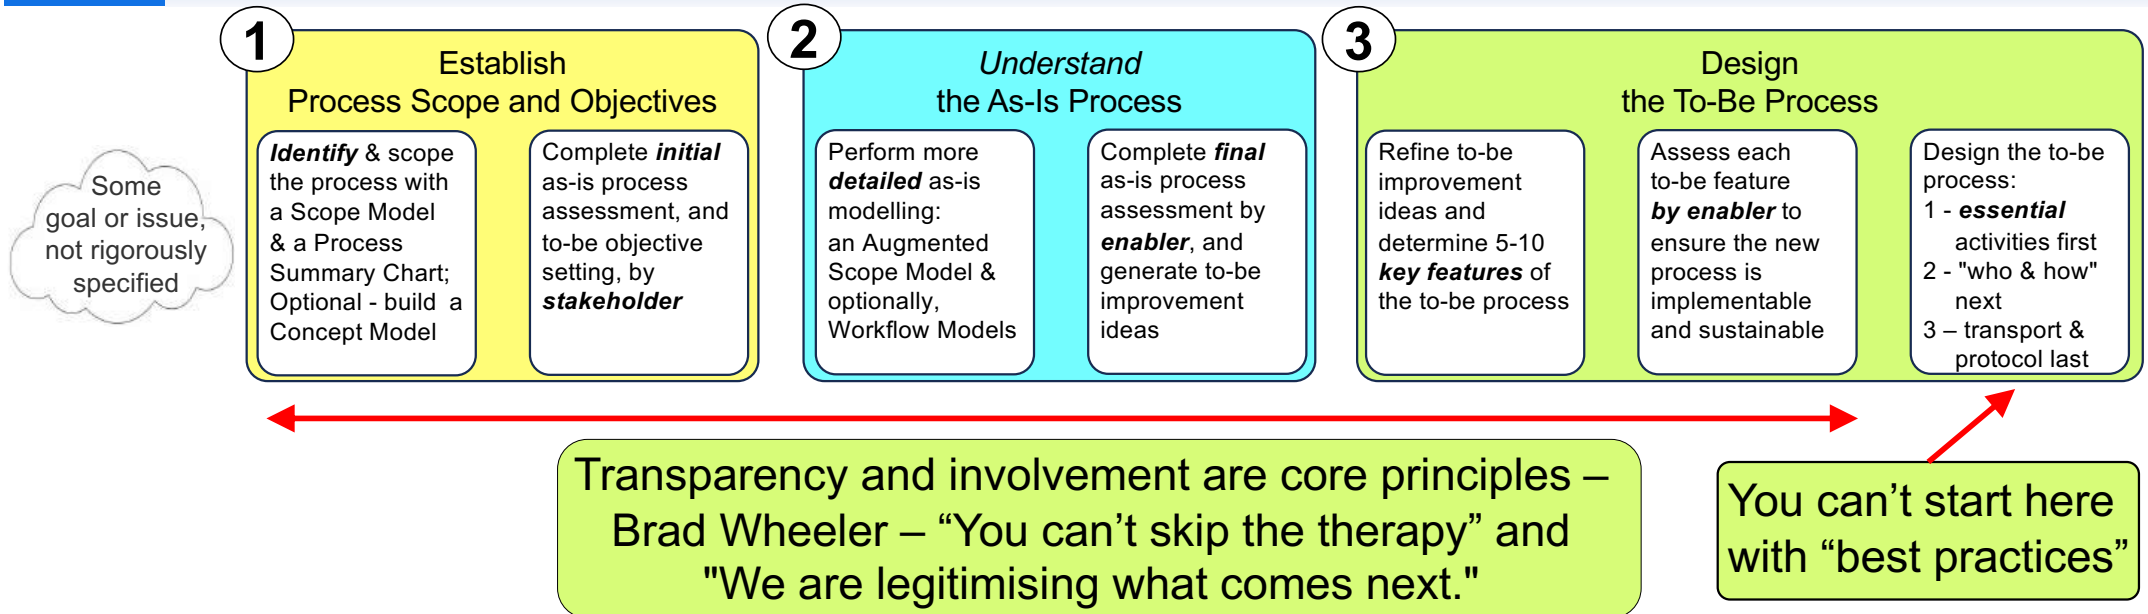 Some
goal or issue,
not rigorously
specified
1
Establish
Process Scope and Objectives
Identify & scope
the process with
a Scope Model
& a Process
Summary Chart;
Optional - build a
Concept Model
Complete initial
as-is process
assessment, and
to-be objective
setting, by
stakeholder
2
Understand
the As-Is Process
Perform more
detailed as-is
modelling:
an Augmented
Scope Model &
optionally,
Workflow Models
Complete final
as-is process
assessment by
enabler, and
generate to-be
improvement
ideas
3
Design
the To-Be Process
Refine to-be
improvement
ideas and
determine 5-10
key features of
the to-be process
Assess each
to-be feature
by enabler to
ensure the new
process is
implementable
and sustainable
Design the to-be
process:
1 - essential
activities first
2 - "who & how"
next
3 – transport &
protocol last
Transparency and involvement are core principles –
Brad Wheeler – “You can’t skip the therapy” and
"We are legitimising what comes next."
You can’t start here
with “best practices”